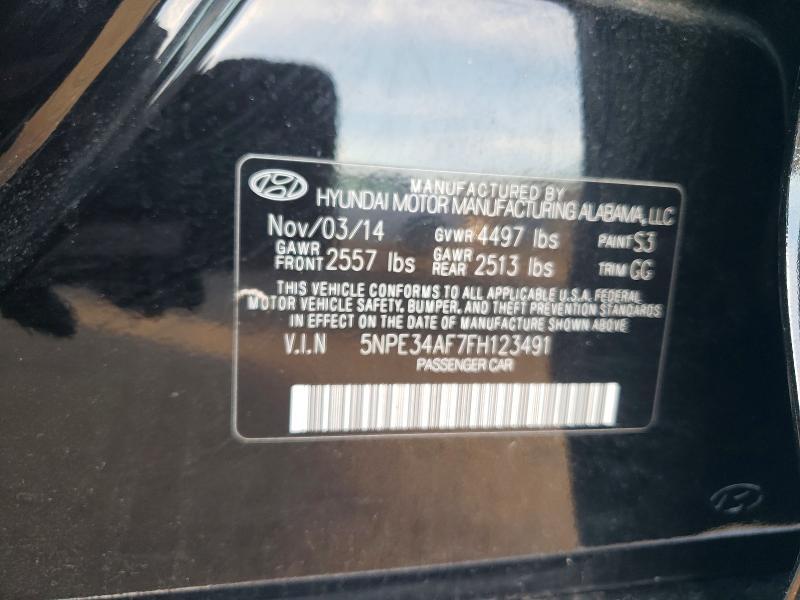 MANUFACTURED BY
HYUNDAI MOTOR MANUFACTURING ALABAMA, LLC
Nov/03/14 GVWR 4497 lbs PAINT S3
GAWR FRONT 2557 lbs GAWR REAR 2513 lbs TRIM GG
THIS VEHICLE CONFORMS TO ALL APPLICABLE U.S.A. FEDERAL
MOTOR VEHICLE SAFETY, BUMPER, AND THEFT PREVENTION STANDARDS
IN EFFECT ON THE DATE OF MANUFACTURE SHOWN ABOVE.
V.I.N 5NPE34AF7FH123491
PASSENGER CAR